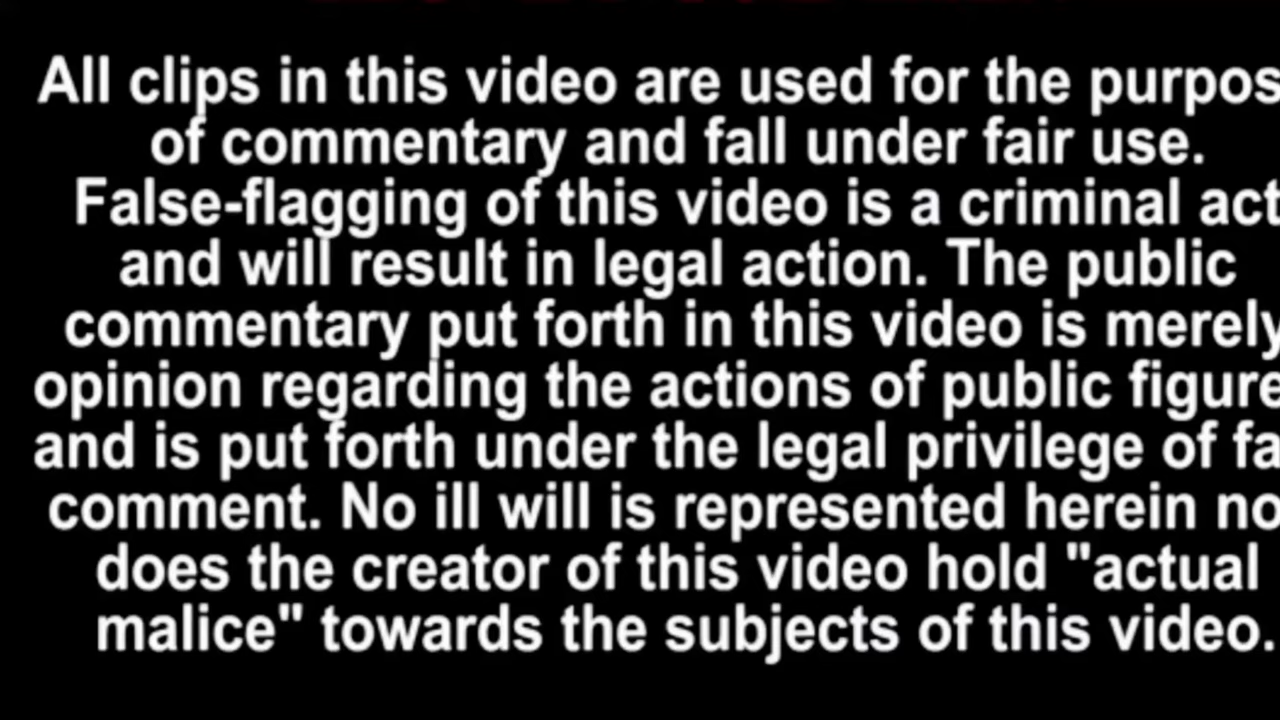 All clips in this video are used for the purpos
of commentary and fall under fair use.
False-flagging of this video is a criminal act
and will result in legal action. The public
commentary put forth in this video is merely
opinion regarding the actions of public figure
and is put forth under the legal privilege of fa
comment. No ill will is represented herein no
does the creator of this video hold "actual
malice" towards the subjects of this video.